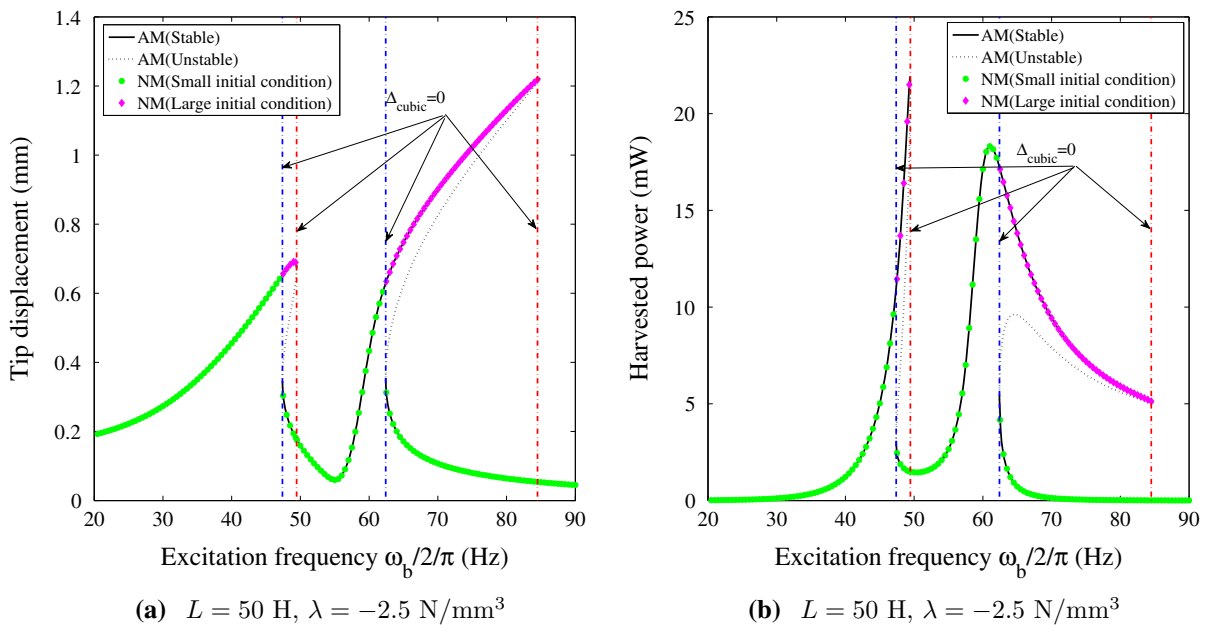 1.4
1.2
1
0.8
0.6
0.4
0.2
0
Tip displacement (mm)
AM(Stable)
AM(Unstable)
NM(Small initial condition)
NM(Large initial condition)
Δcubic=0
20 30 40 50 60 70 80 90
Excitation frequency ω_b/2/π (Hz)
(a) L = 50 H, λ = −2.5 N/mm³
25
20
15
10
5
0
Harvested power (mW)
AM(Stable)
AM(Unstable)
NM(Small initial condition)
NM(Large initial condition)
Δcubic=0
20 30 40 50 60 70 80 90
Excitation frequency ω_b/2/π (Hz)
(b) L = 50 H, λ = −2.5 N/mm³